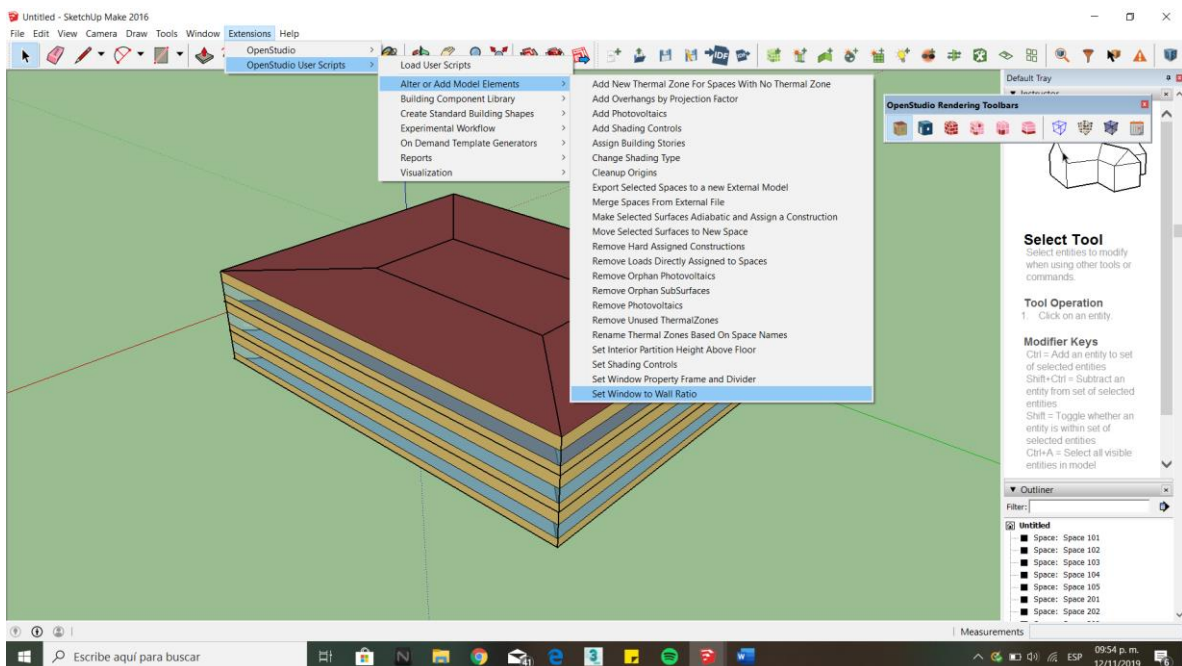 Untitled - SketchUp Make 2016
File Edit View Camera Draw Tools Window Extensions Help
OpenStudio
OpenStudio User Scripts
Load User Scripts
Alter or Add Model Elements
Building Component Library
Create Standard Building Shapes
Experimental Workflow
On Demand Template Generators
Reports
Visualization
Add New Thermal Zone For Spaces With No Thermal Zone
Add Overhangs by Projection Factor
Add Photovoltaics
Add Shading Controls
Assign Building Stories
Change Shading Type
Cleanup Origins
Export Selected Spaces to a new External Model
Merge Spaces From External File
Make Selected Surfaces Adiabatic and Assign a Construction
Move Selected Surfaces to New Space
Remove Hard Assigned Constructions
Remove Loads Directly Assigned to Spaces
Remove Orphan Photovoltaics
Remove Orphan SubSurfaces
Remove Photovoltaics
Remove Unused ThermalZones
Rename Thermal Zones Based On Space Names
Set Interior Partition Height Above Floor
Set Shading Controls
Set Window Property Frame and Divider
Set Window to Wall Ratio
IDF
Default Tray
Instructor
OpenStudio Rendering Toolbars
Select Tool
Select entities to modify
when using other tools or
commands.
Tool Operation
1. Click on an entity.
Modifier Keys
Ctrl = Add an entity to set
of selected entities
Shift+Ctrl = Subtract an
entity from set of selected
entities
Shift = Toggle whether an
entity is within set of
selected entities
Ctrl+A = Select all visible
entities in model
Outliner
Filter:
Untitled
Space: Space 101
Space: Space 102
Space: Space 103
Space: Space 104
Space: Space 105
Space: Space 201
Space: Space 202
Measurements
Escribe aquí para buscar
41
ESP
09:54 p. m.
12/11/2019
6